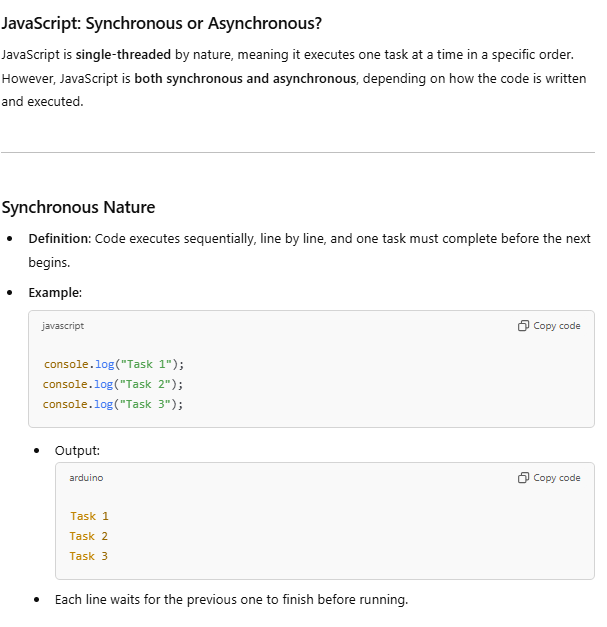 JavaScript: Synchronous or Asynchronous?
JavaScript is single-threaded by nature, meaning it executes one task at a time in a specific order.
However, JavaScript is both synchronous and asynchronous, depending on how the code is written
and executed.
Synchronous Nature
• Definition: Code executes sequentially, line by line, and one task must complete before the next
begins.
• Example:
javascript Copy code
console.log("Task 1");
console.log("Task 2");
console.log("Task 3");
• Output:
arduino Copy code
Task 1
Task 2
Task 3
• Each line waits for the previous one to finish before running.